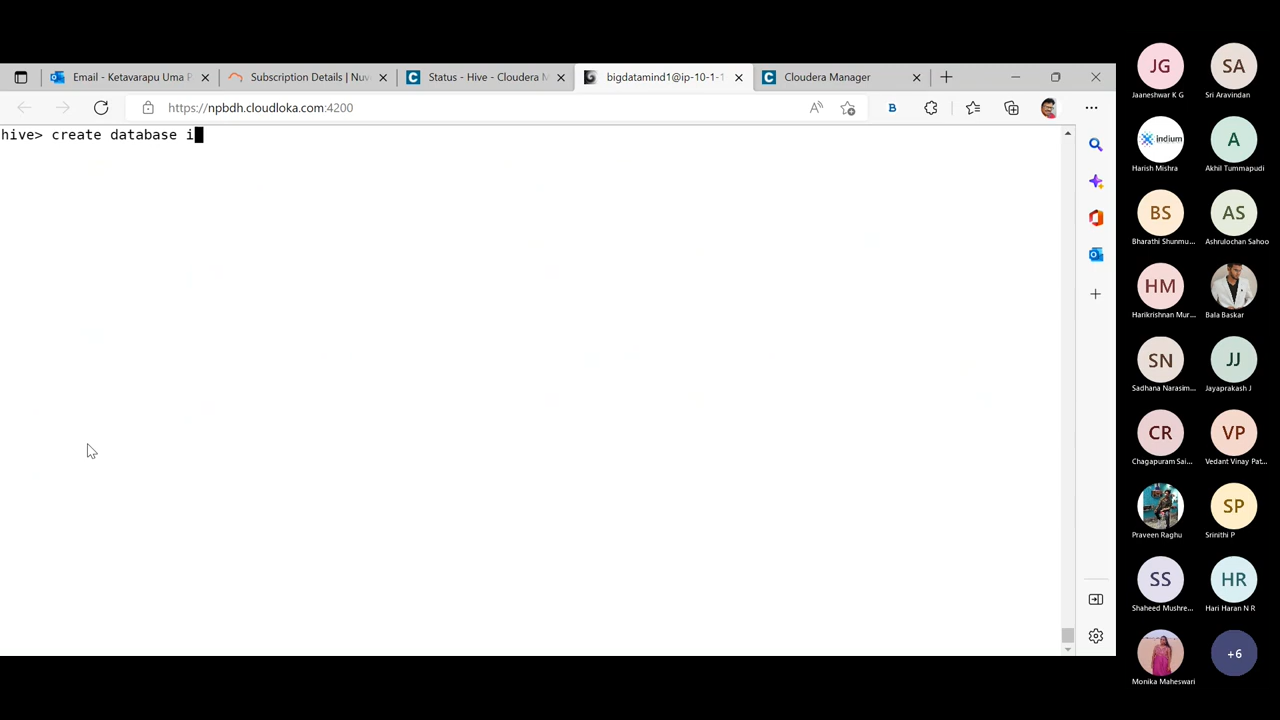 Email - Ketavarapu Uma P
Subscription Details | Nuv
Status - Hive - Cloudera M
bigdatamind1@ip-10-1-1
Cloudera Manager
https://npbdh.cloudloka.com:4200
B
hive> create database i
JG
Jaaneshwar K G
SA
Sri Aravindan
indium
Harish Mishra
A
Akhil Tummapudi
BS
Bharathi Shunmu...
AS
Ashrulochan Sahoo
HM
Harikrishnan Mur...
Bala Baskar
SN
Sadhana Narasim...
JJ
Jayaprakash J
CR
Chagapuram Sai...
VP
Vedant Vinay Pat...
Praveen Raghu
SP
Srinithi P
SS
Shaheed Mushre...
HR
Hari Haran N R
Monika Maheswari
+6